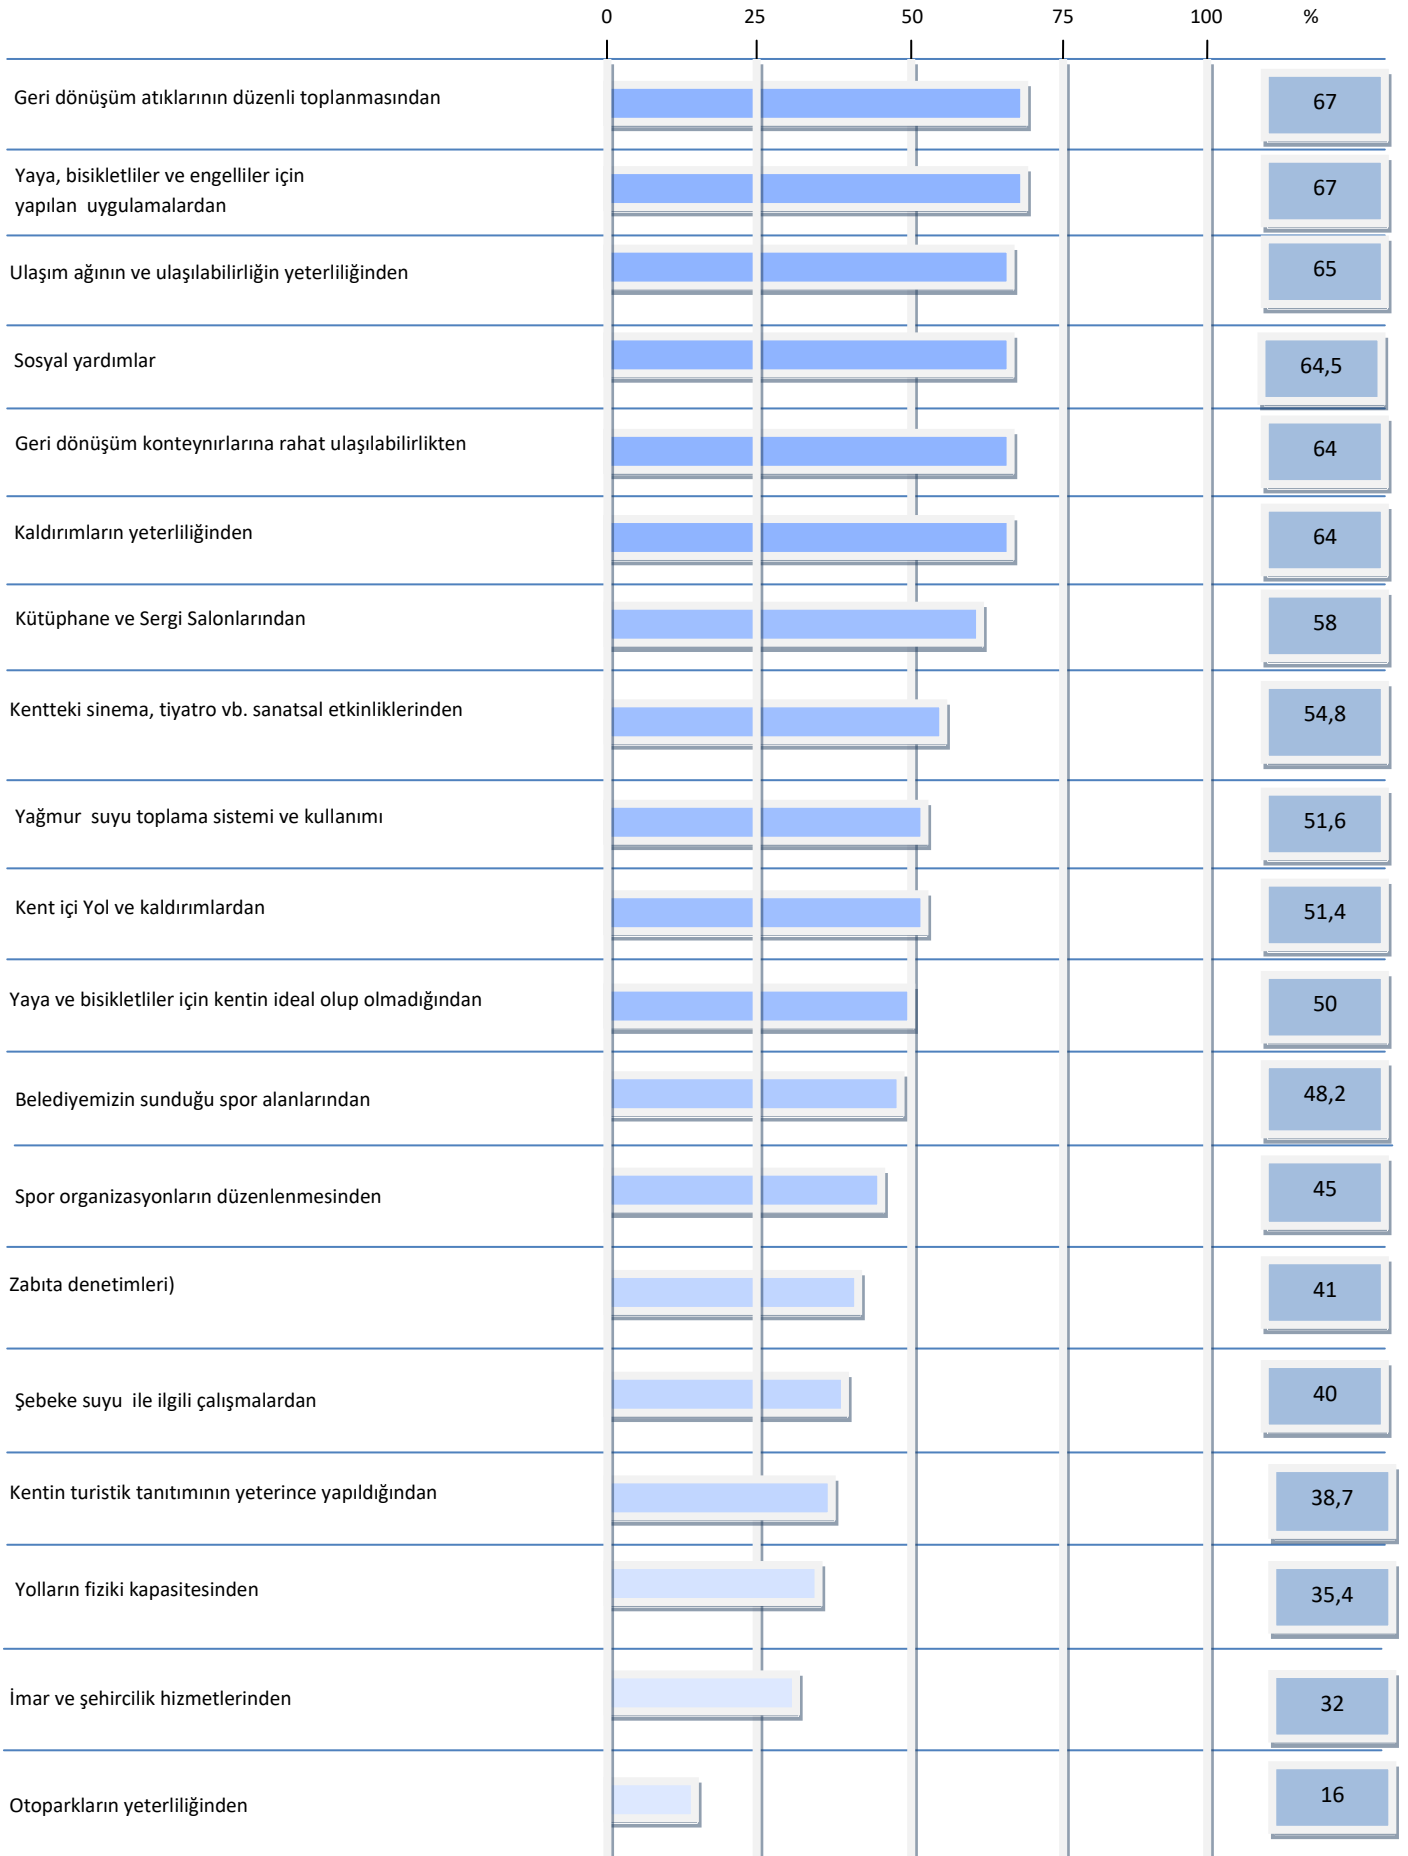 0 25 50 75 100 %
Geri dönüşüm atıklarının düzenli toplanmasından 67
Yaya, bisikletliler ve engelliler için
yapılan uygulamalardan 67
Ulaşım ağının ve ulaşılabilirliğin yeterliliğinden 65
Sosyal yardımlar 64,5
Geri dönüşüm konteynırlarına rahat ulaşılabilirlikten 64
Kaldırımların yeterliliğinden 64
Kütüphane ve Sergi Salonlarından 58
Kentteki sinema, tiyatro vb. sanatsal etkinliklerinden 54,8
Yağmur suyu toplama sistemi ve kullanımı 51,6
Kent içi Yol ve kaldırımlardan 51,4
Yaya ve bisikletliler için kentin ideal olup olmadığından 50
Belediyemizin sunduğu spor alanlarından 48,2
Spor organizasyonların düzenlenmesinden 45
Zabıta denetimleri) 41
Şebeke suyu ile ilgili çalışmalardan 40
Kentin turistik tanıtımının yeterince yapıldığından 38,7
Yolların fiziki kapasitesinden 35,4
İmar ve şehircilik hizmetlerinden 32
Otoparkların yeterliliğinden 16